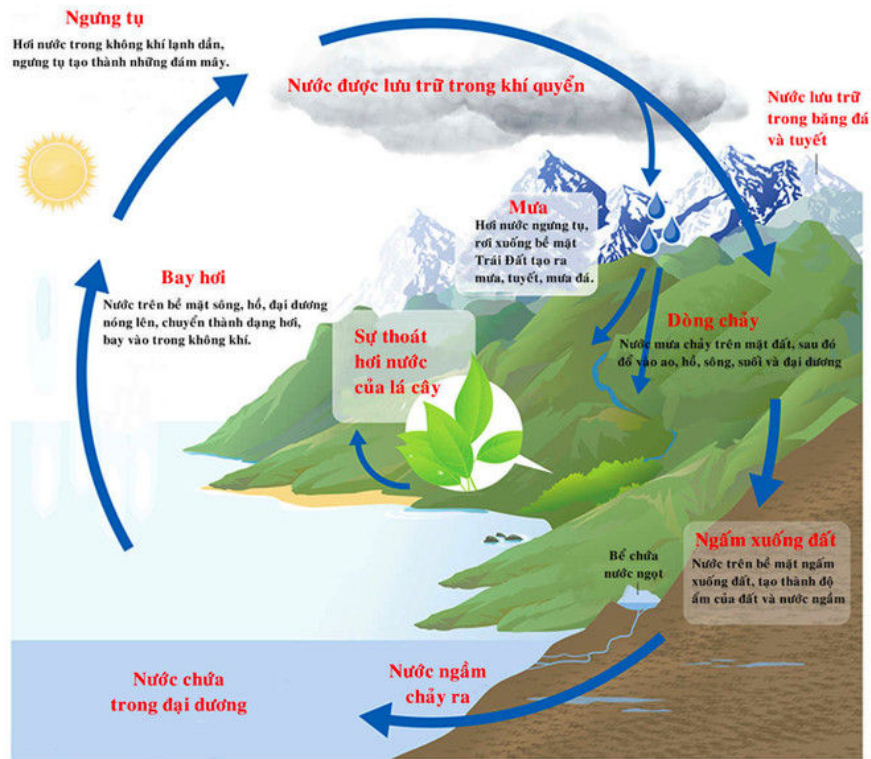 Ngưng tụ
Hơi nước trong không khí lạnh dần,
ngưng tụ tạo thành những đám mây.
Nước được lưu trữ trong khí quyển
Nước lưu trữ
trong băng đá
và tuyết
Mưa
Hơi nước ngưng tụ,
rơi xuống bề mặt
Trái Đất tạo ra
mưa, tuyết, mưa đá.
Bay hơi
Nước trên bề mặt sông, hồ, đại dương
nóng lên, chuyển thành dạng hơi,
bay vào trong không khí.
Dòng chảy
Nước mưa chảy trên mặt đất, sau đó
đổ vào ao, hồ, sông, suối và đại dương
Sự thoát
hơi nước
của lá cây
Ngấm xuống đất
Nước trên bề mặt ngấm
xuống đất, tạo thành độ
ẩm của đất và nước ngầm
Bể chứa
nước ngọt
Nước ngầm
chảy ra
Nước chứa
trong đại dương